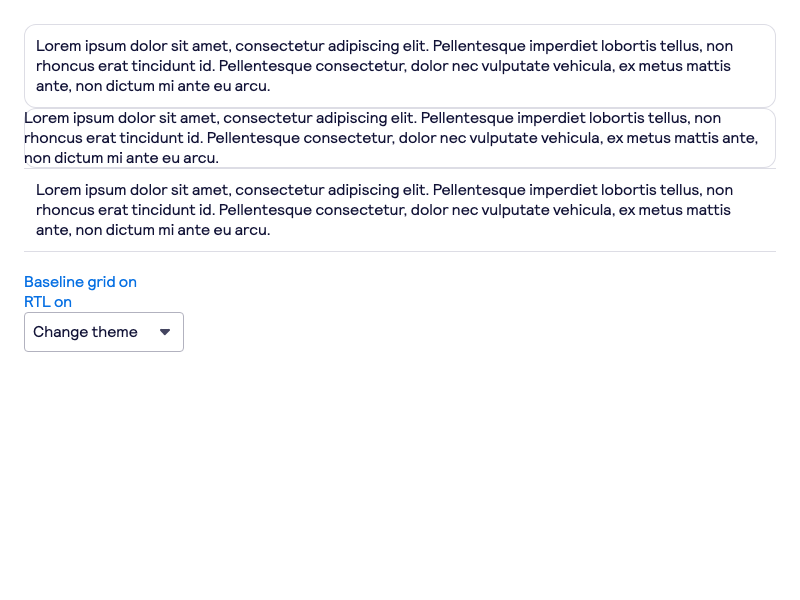 Lorem ipsum dolor sit amet, consectetur adipiscing elit. Pellentesque imperdiet lobortis tellus, non
rhoncus erat tincidunt id. Pellentesque consectetur, dolor nec vulputate vehicula, ex metus mattis
ante, non dictum mi ante eu arcu.
Lorem ipsum dolor sit amet, consectetur adipiscing elit. Pellentesque imperdiet lobortis tellus, non
rhoncus erat tincidunt id. Pellentesque consectetur, dolor nec vulputate vehicula, ex metus mattis ante,
non dictum mi ante eu arcu.
Lorem ipsum dolor sit amet, consectetur adipiscing elit. Pellentesque imperdiet lobortis tellus, non
rhoncus erat tincidunt id. Pellentesque consectetur, dolor nec vulputate vehicula, ex metus mattis
ante, non dictum mi ante eu arcu.
Baseline grid on
RTL on
Change theme